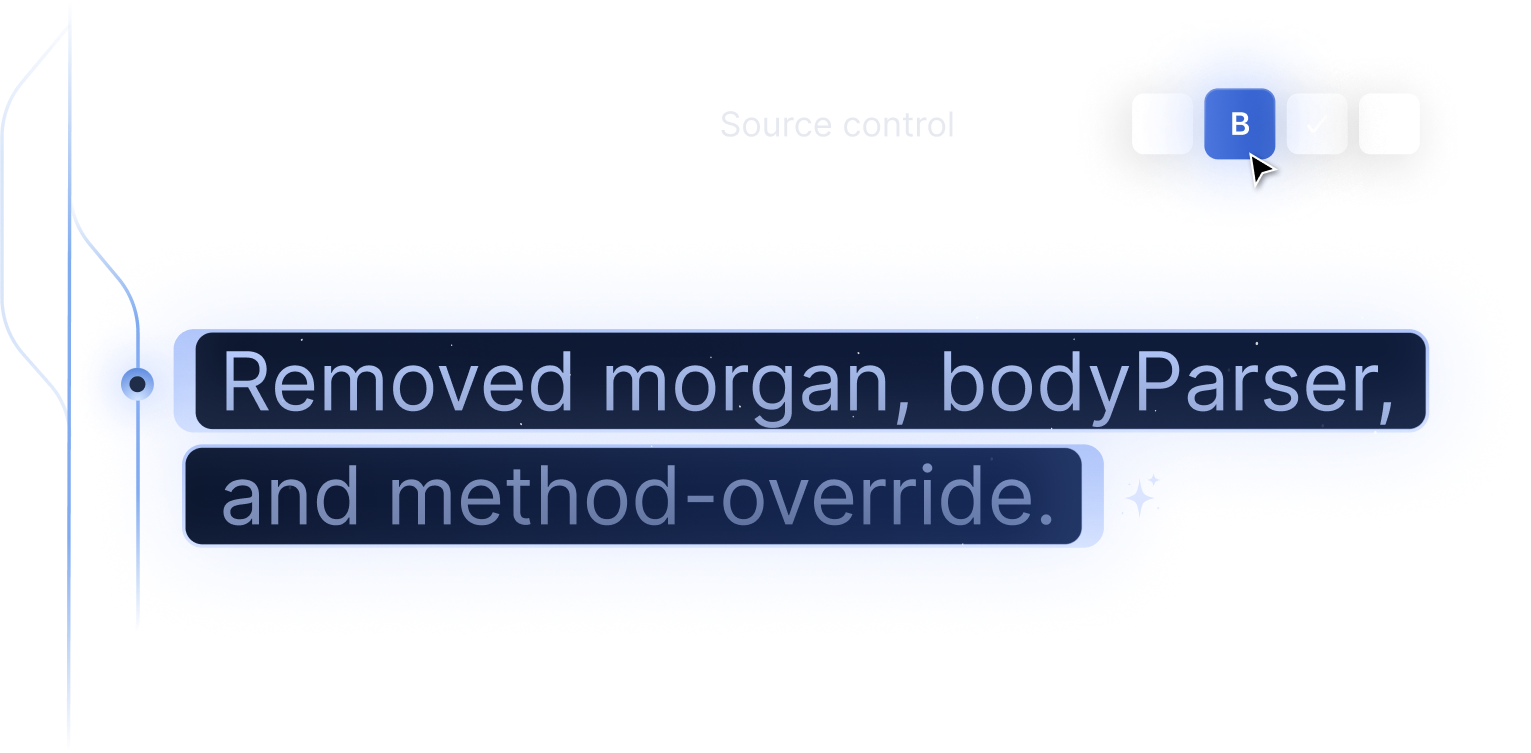 Source control
B
Removed morgan, bodyParser,
and method-override.